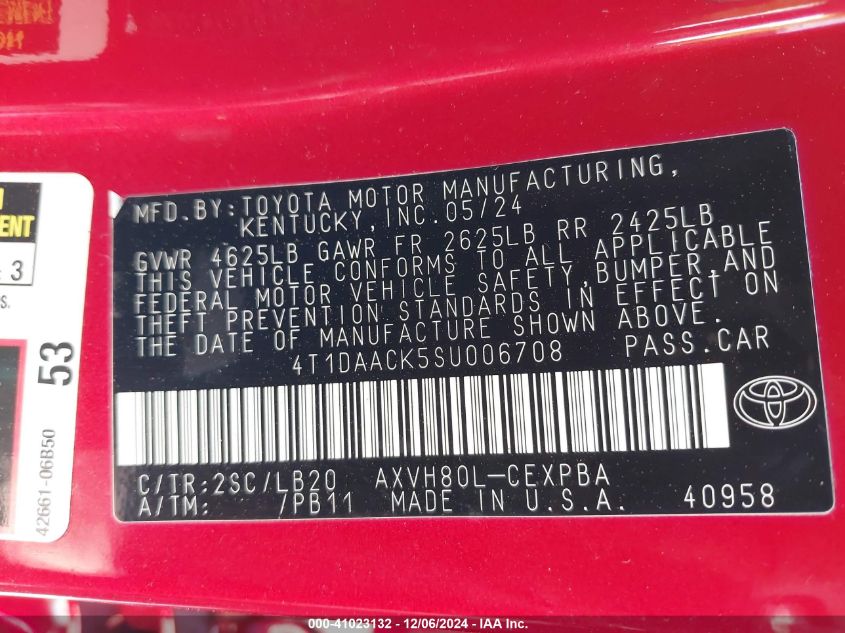 ENT
: 3
S.
53
42661-06B50
MFD. BY: TOYOTA MOTOR MANUFACTURING,
KENTUCKY, INC. 05/24
GVWR 4625LB GAWR FR 2625LB RR 2425LB
THIS VEHICLE CONFORMS TO ALL APPLICABLE
FEDERAL MOTOR VEHICLE SAFETY, BUMPER, AND
THEFT PREVENTION STANDARDS IN EFFECT ON
THE DATE OF MANUFACTURE SHOWN ABOVE.
4T1DAACK5SU006708 PASS. CAR
C/TR: 2SC/LB20 AXVH80L-CEXPBA
A/TM: /PB11 MADE IN U.S.A. 40958
000-41023132 - 12/06/2024 - IAA Inc.